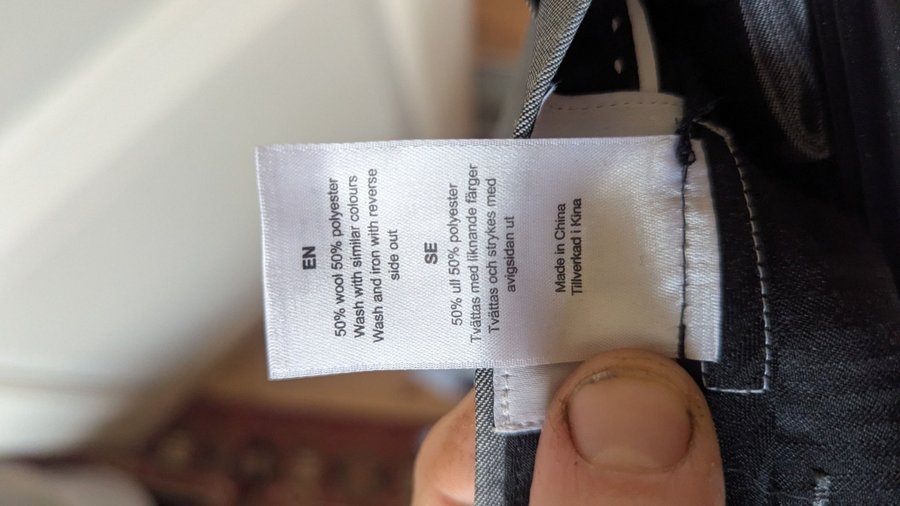 EN
50% wool 50% polyester
Wash with similar colours
Wash and iron with reverse
side out
SE
50% ull 50% polyester
Tvättas med liknande färger
Tvättas och strykes med
avigsidan ut
Made in China
Tillverkad i Kina